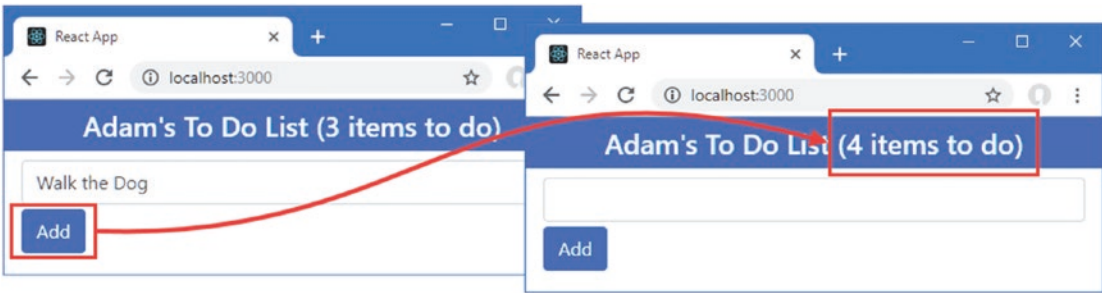 React App
localhost:3000
Adam's To Do List (3 items to do)
Walk the Dog
Add
React App
localhost:3000
Adam's To Do List (4 items to do)
Add